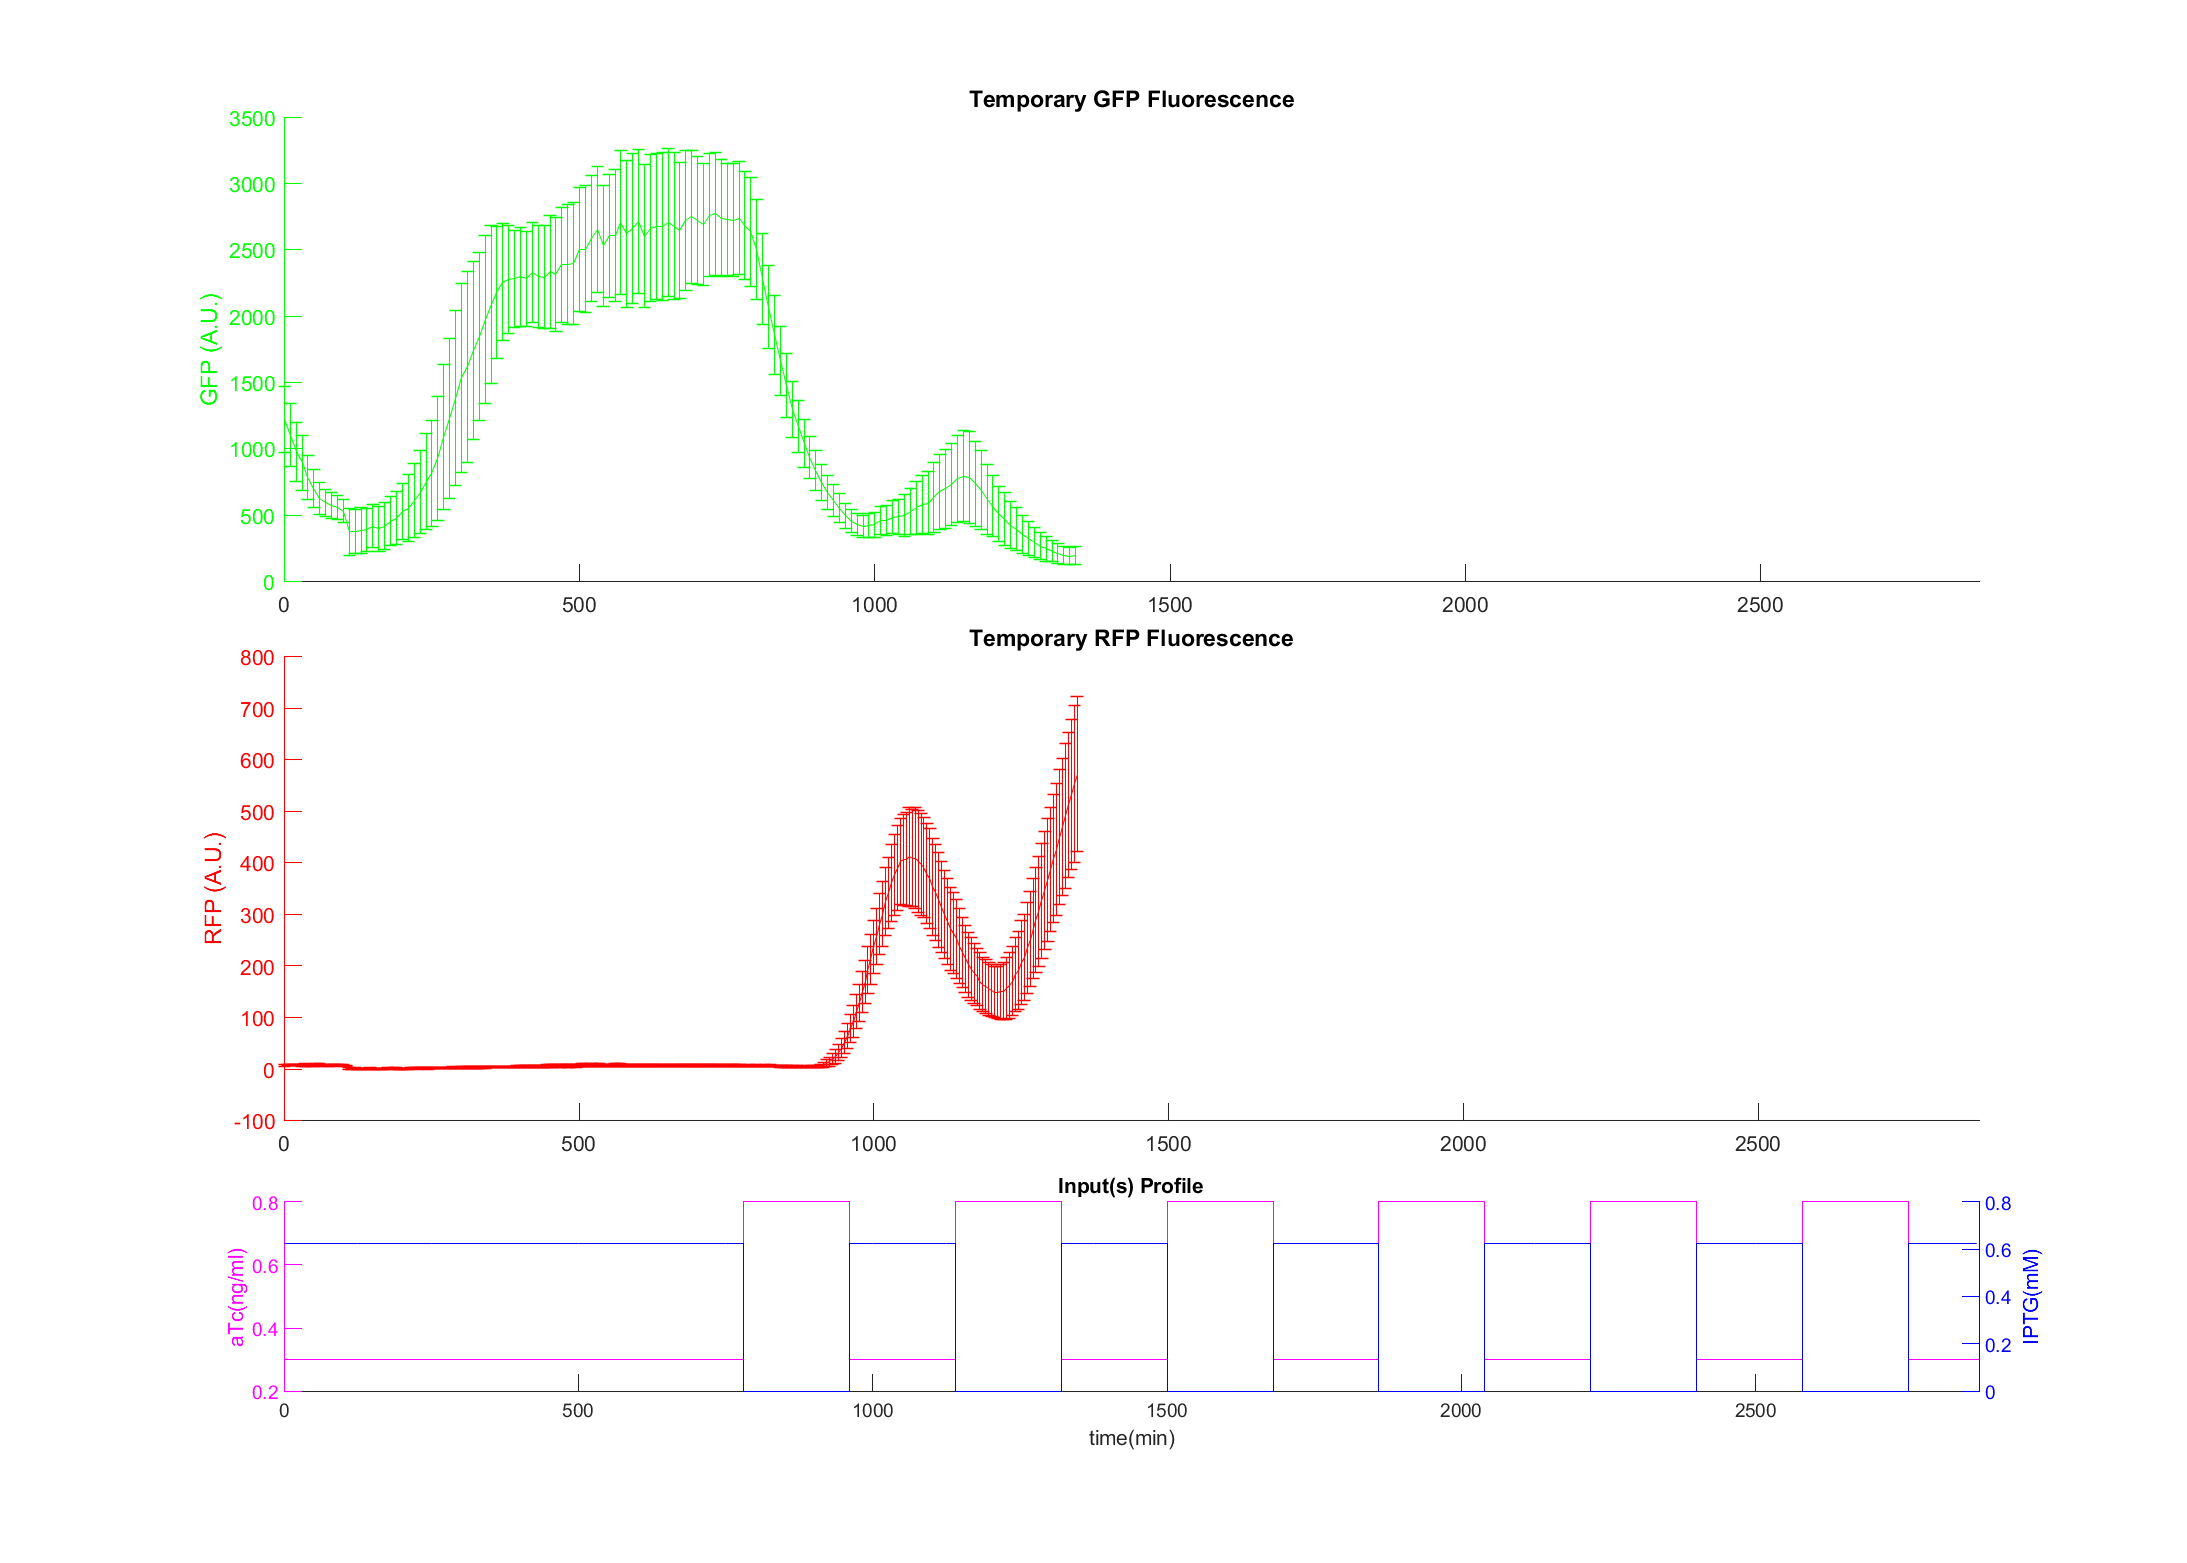 Temporary GFP Fluorescence
GFP (A.U.)
3500
3000
2500
2000
1500
1000
500
0
0 500 1000 1500 2000 2500
Temporary RFP Fluorescence
RFP (A.U.)
800
700
600
500
400
300
200
100
0
-100
0 500 1000 1500 2000 2500
Input(s) Profile
aTc(ng/ml)
0.8
0.6
0.4
0.2
0.8
0.6
0.4
0.2
0
IPTG(mM)
0 500 1000 1500 2000 2500
time(min)